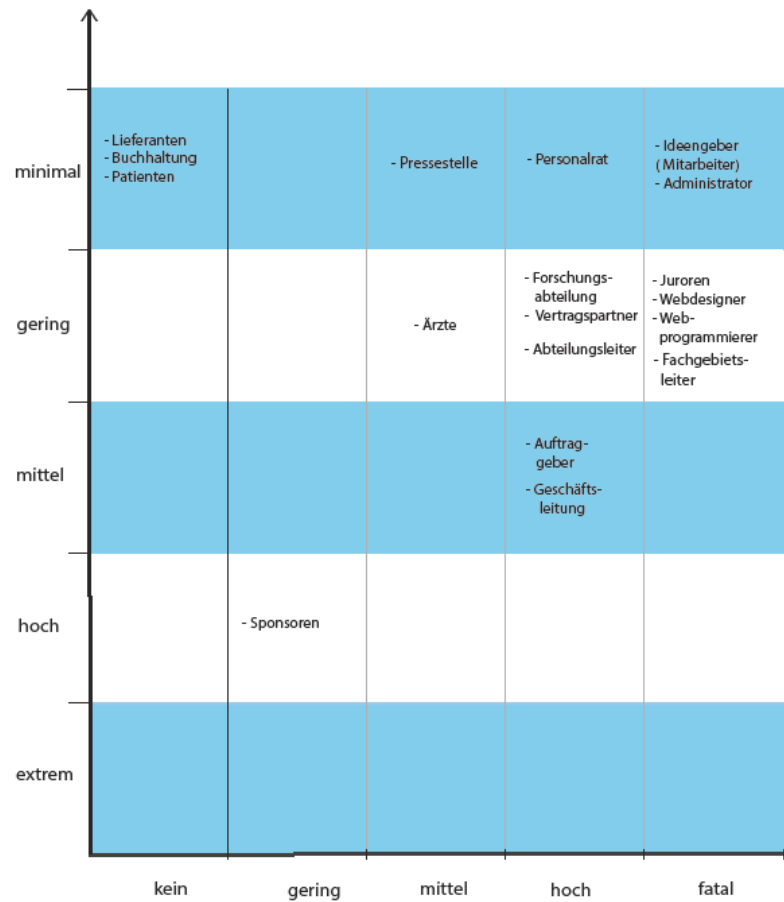 minimal
- Lieferanten
- Buchhaltung
- Patienten
- Pressestelle
- Personalrat
- Ideengeber
(Mitarbeiter)
- Administrator
gering
- Ärzte
- Forschungs-
abteilung
- Vertragspartner
- Abteilungsleiter
- Juroren
- Webdesigner
- Web-
programmierer
- Fachgebiets-
leiter
mittel
- Auftrag-
geber
- Geschäfts-
leitung
hoch
- Sponsoren
extrem
kein
gering
mittel
hoch
fatal